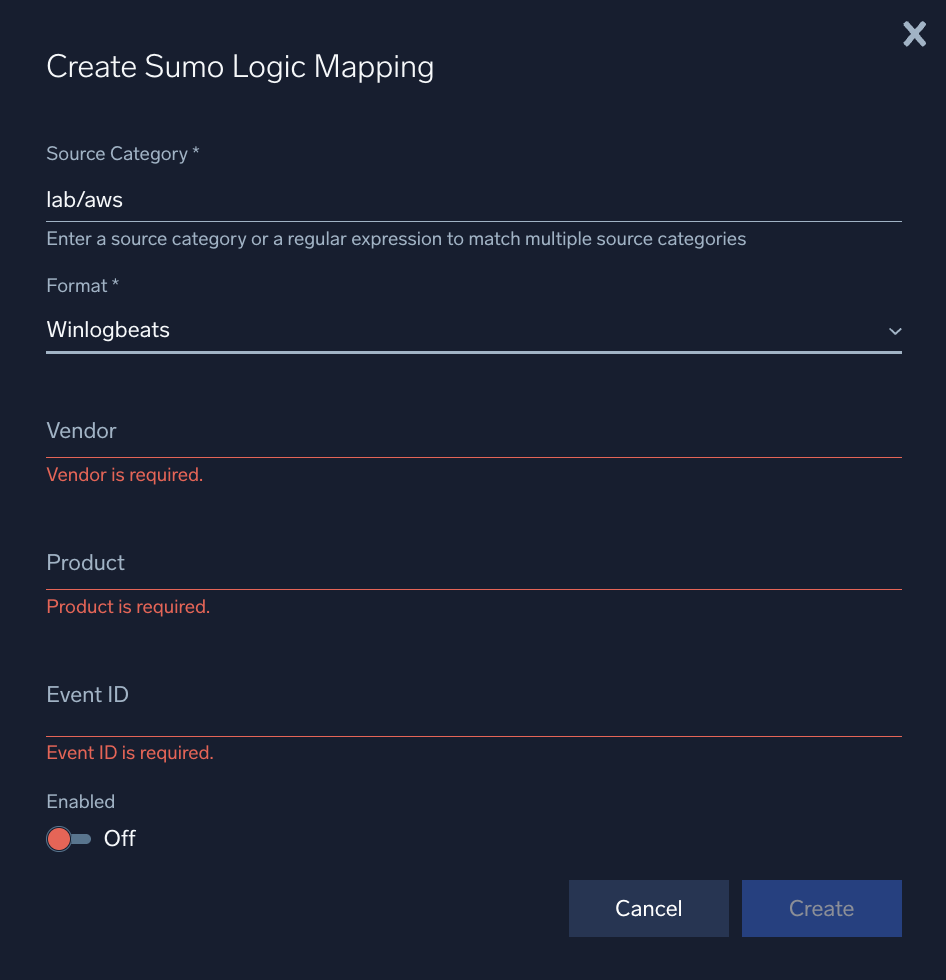 Create Sumo Logic Mapping
Source Category *
lab/aws
Enter a source category or a regular expression to match multiple source categories
Format *
Winlogbeats
Vendor
Vendor is required.
Product
Product is required.
Event ID
Event ID is required.
Enabled
Off
Cancel
Create